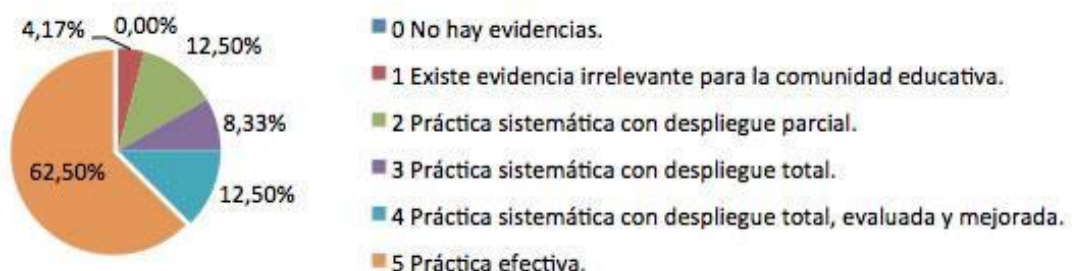 4,17%
0,00%
12,50%
8,33%
12,50%
62,50%
0 No hay evidencias.
1 Existe evidencia irrelevante para la comunidad educativa.
2 Práctica sistemática con despliegue parcial.
3 Práctica sistemática con despliegue total.
4 Práctica sistemática con despliegue total, evaluada y mejorada.
5 Práctica efectiva.